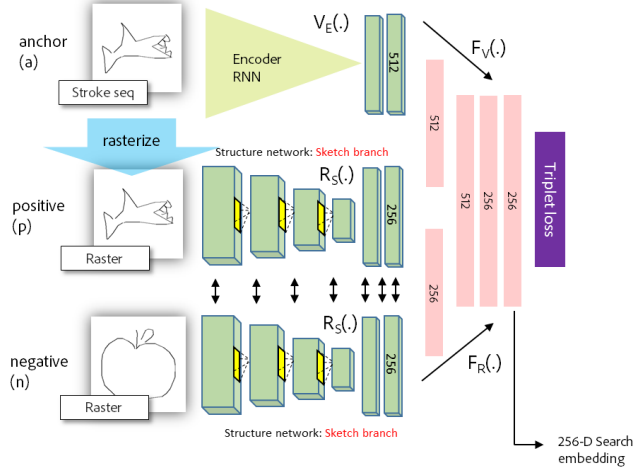 anchor
(a)
Stroke seq
Encoder
RNN
V_E(.)
512
F_V(.)
rasterize
Structure network: Sketch branch
512
positive
(p)
Raster
R_S(.)
256
512
256
256
Triplet loss
negative
(n)
Raster
R_S(.)
256
256
F_R(.)
Structure network: Sketch branch
256-D Search
embedding